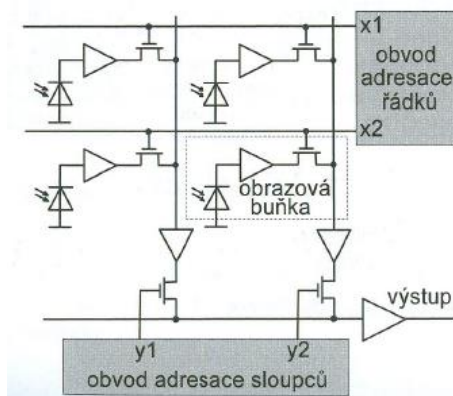 x1
obvod
adresace
řádků
x2
obrazová
buňka
výstup
y1
y2
obvod adresace sloupců